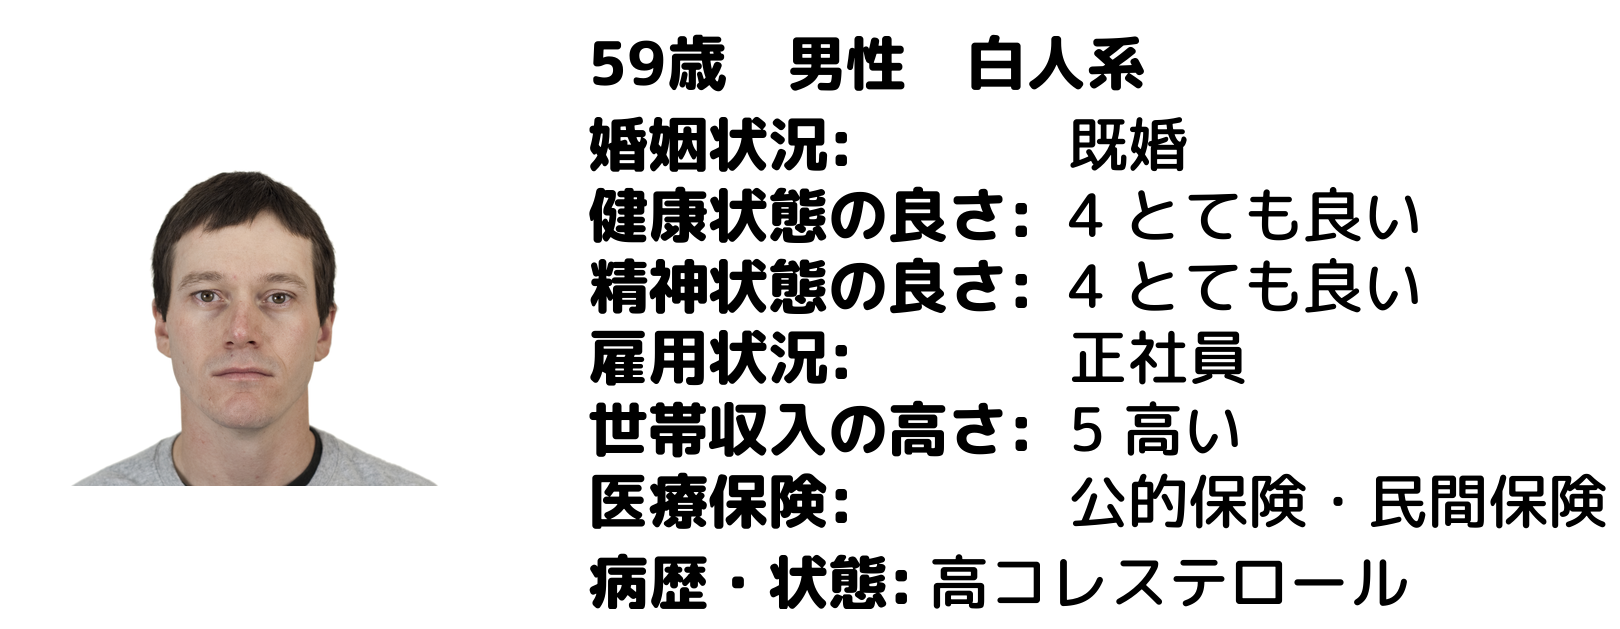 59歳　男性　白人系
婚姻状況:　既婚
健康状態の良さ: 4 とても良い
精神状態の良さ: 4 とても良い
雇用状況:　正社員
世帯収入の高さ: 5 高い
医療保険:　公的保険・民間保険
病歴・状態: 高コレステロール